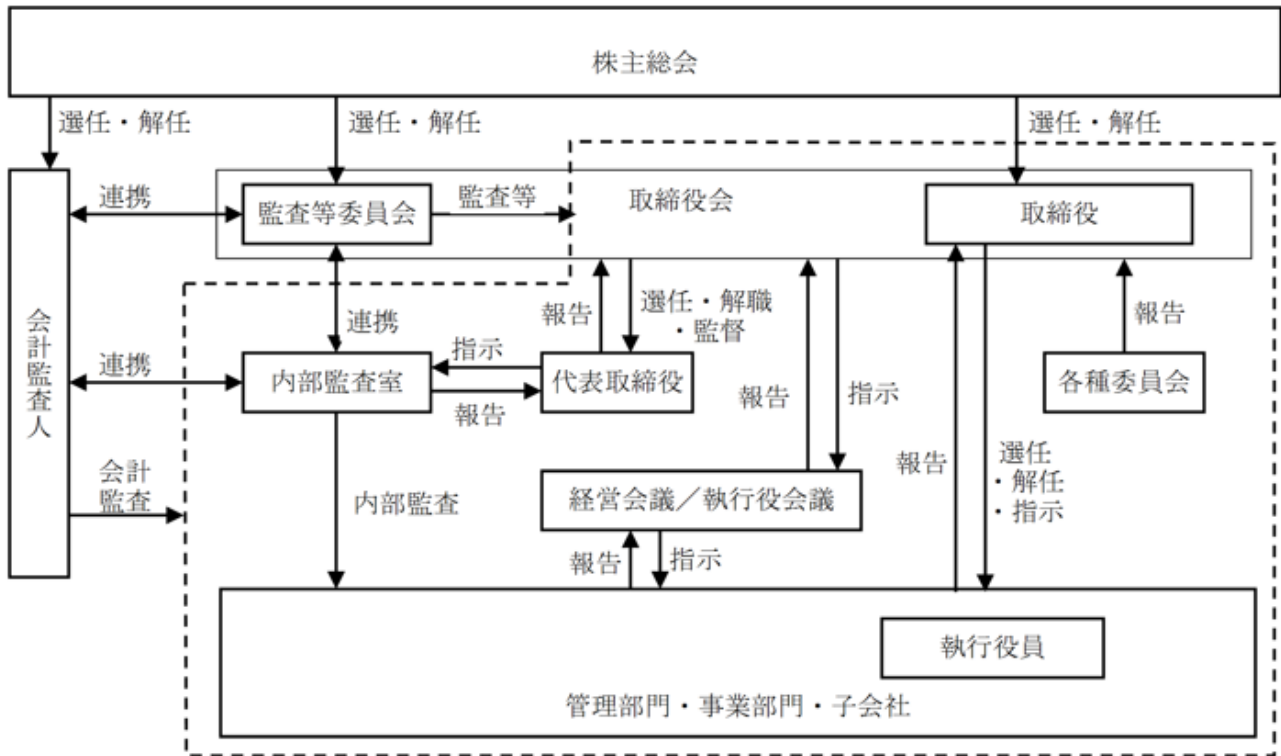 株主総会
選任・解任
選任・解任
選任・解任
連携
監査等委員会
監査等
取締役会
取締役
会計監査人
連携
報告
選任・解職
・監督
報告
連携
内部監査室
指示
報告
代表取締役
報告
指示
各種委員会
会計
監査
内部監査
経営会議／執行役会議
報告
選任
・解任
・指示
報告
指示
執行役員
管理部門・事業部門・子会社